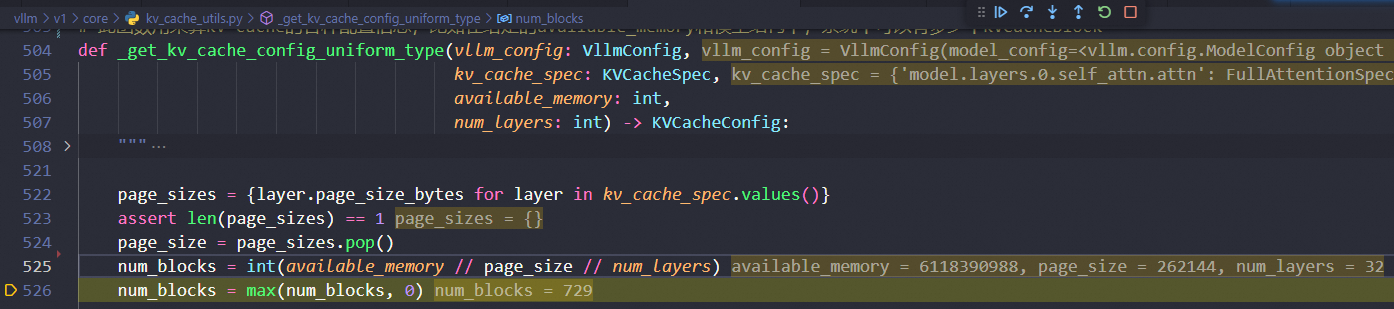 vllm > v1 > core > kv_cache_utils.py > _get_kv_cache_config_uniform_type > num_blocks
504 def _get_kv_cache_config_uniform_type(vllm_config: VllmConfig, vllm_config = VllmConfig(model_config=<vllm.config.ModelConfig object
505 kv_cache_spec: KVCacheSpec, kv_cache_spec = {'model.layers.0.self_attn.attn': FullAttentionSpec
506 available_memory: int,
507 num_layers: int) -> KVCacheConfig:
508 > """ ...
521
522 page_sizes = {layer.page_size_bytes for layer in kv_cache_spec.values()}
523 assert len(page_sizes) == 1 page_sizes = {}
524 page_size = page_sizes.pop()
525 num_blocks = int(available_memory // page_size // num_layers) available_memory = 6118390988, page_size = 262144, num_layers = 32
526 num_blocks = max(num_blocks, 0) num_blocks = 729